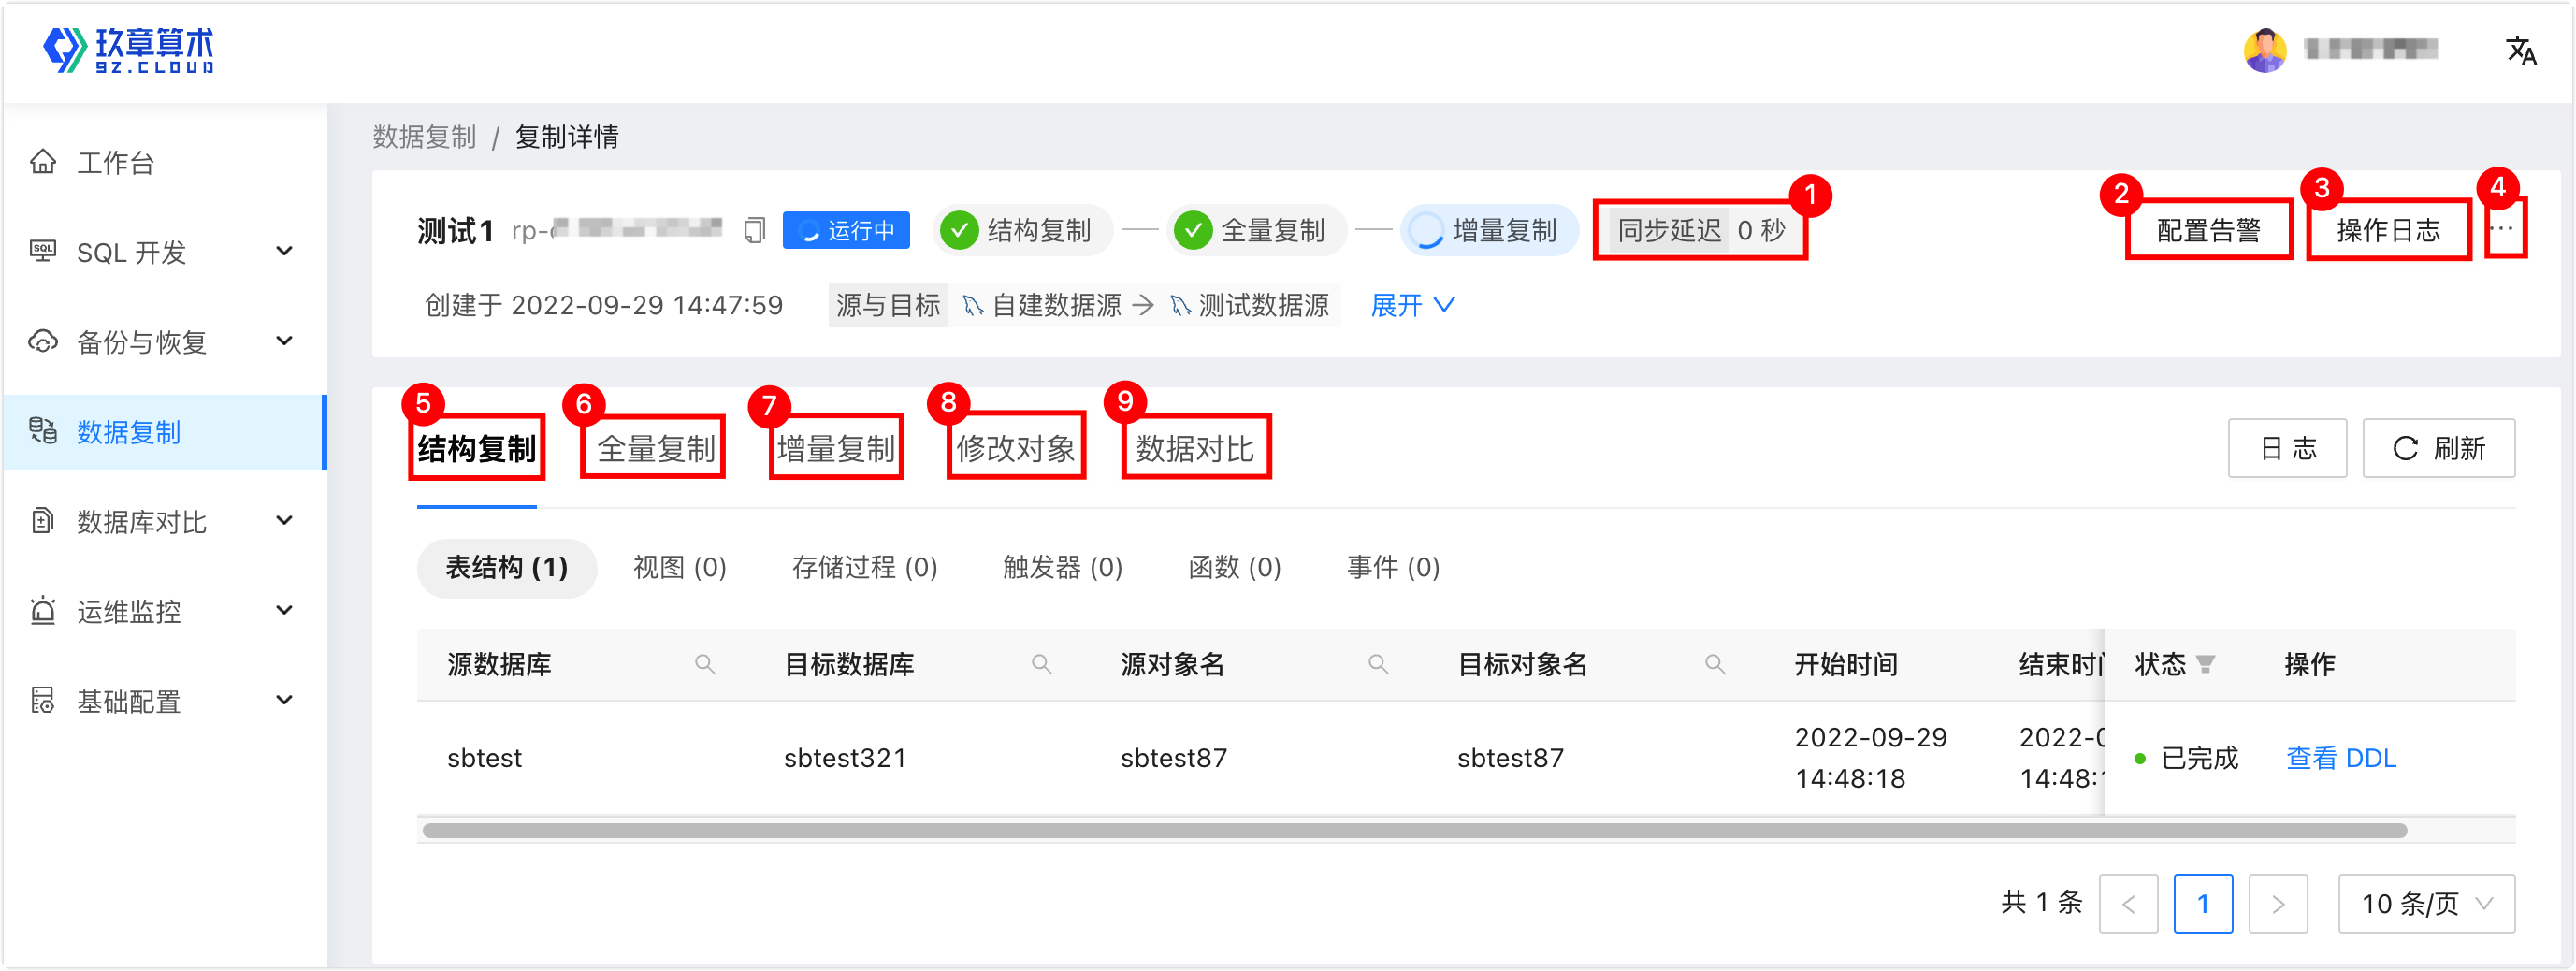 玖章算术
9Z.CLOUD
文A
工作台
SQL 开发
备份与恢复
数据复制
数据库对比
运维监控
基础配置
数据复制 / 复制详情
测试1 rp- 运行中 结构复制 全量复制 增量复制 同步延迟 0 秒 1
2 配置告警 3 操作日志 4 ···
创建于 2022-09-29 14:47:59 源与目标 自建数据源 → 测试数据源 展开
5 结构复制 6 全量复制 7 增量复制 8 修改对象 9 数据对比 日 志 刷新
表结构 (1) 视图 (0) 存储过程 (0) 触发器 (0) 函数 (0) 事件 (0)
源数据库 目标数据库 源对象名 目标对象名 开始时间 结束时间 状态 操作
sbtest sbtest321 sbtest87 sbtest87 2022-09-29 14:48:18 2022-0 14:48: 已完成 查看 DDL
共 1 条 < 1 > 10 条/页